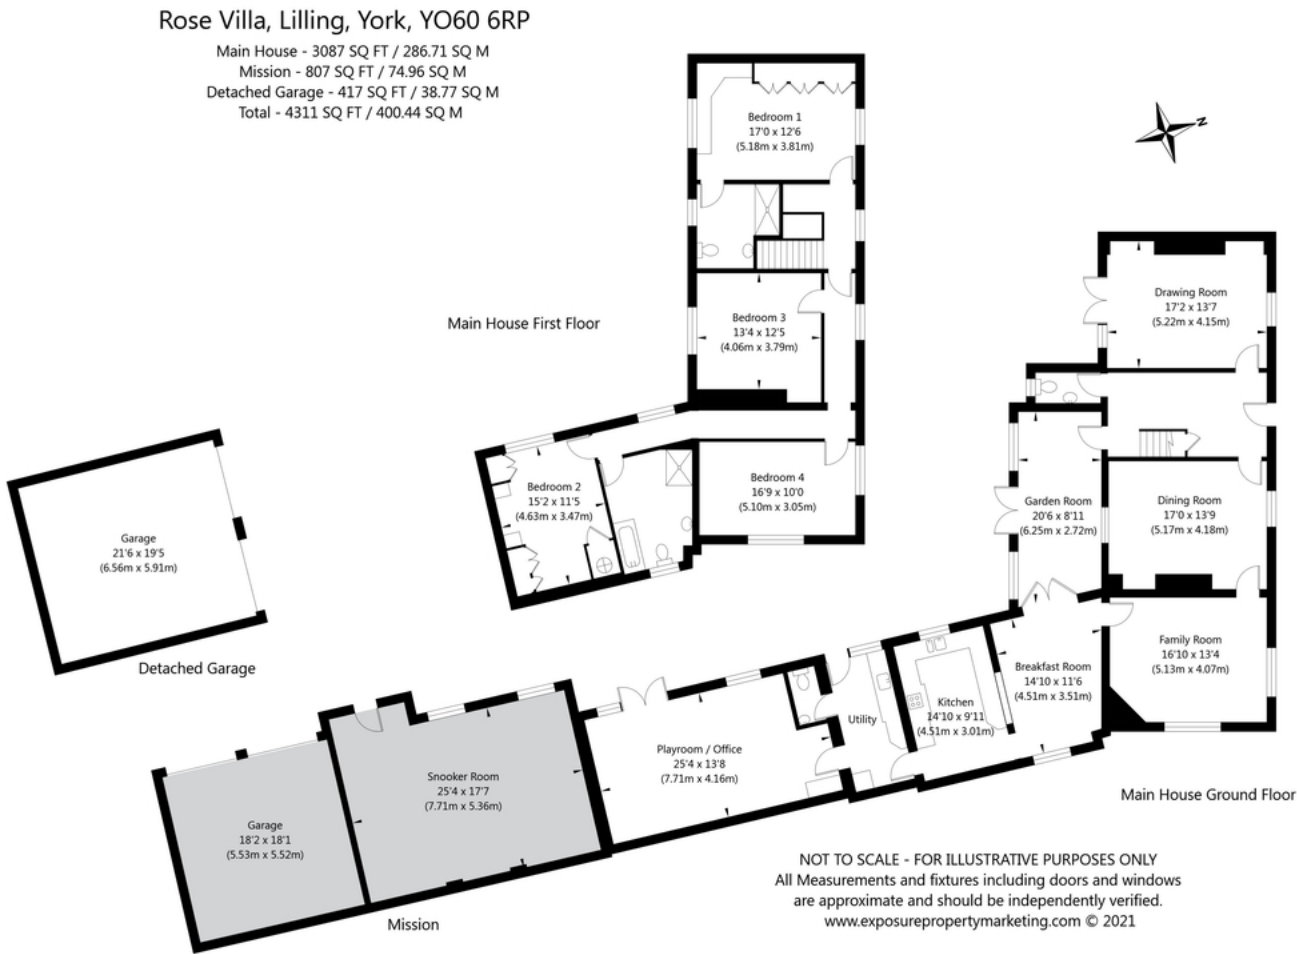 Rose Villa, Lilling, York, YO60 6RP
Main House - 3087 SQ FT / 286.71 SQ M
Mission - 807 SQ FT / 74.96 SQ M
Detached Garage - 417 SQ FT / 38.77 SQ M
Total - 4311 SQ FT / 400.44 SQ M
N
Bedroom 1
17'0 x 12'6
(5.18m x 3.81m)
Main House First Floor
Bedroom 3
13'4 x 12'5
(4.06m x 3.79m)
Bedroom 2
15'2 x 11'5
(4.63m x 3.47m)
Bedroom 4
16'9 x 10'0
(5.10m x 3.05m)
Drawing Room
17'2 x 13'7
(5.22m x 4.15m)
Garden Room
20'6 x 8'11
(6.25m x 2.72m)
Dining Room
17'0 x 13'9
(5.17m x 4.18m)
Family Room
16'10 x 13'4
(5.13m x 4.07m)
Breakfast Room
14'10 x 11'6
(4.51m x 3.51m)
Kitchen
14'10 x 9'11
(4.51m x 3.01m)
Utility
Playroom / Office
25'4 x 13'8
(7.71m x 4.16m)
Main House Ground Floor
Garage
21'6 x 19'5
(6.56m x 5.91m)
Detached Garage
Snooker Room
25'4 x 17'7
(7.71m x 5.36m)
Garage
18'2 x 18'1
(5.53m x 5.52m)
Mission
NOT TO SCALE - FOR ILLUSTRATIVE PURPOSES ONLY
All Measurements and fixtures including doors and windows
are approximate and should be independently verified.
www.exposurepropertymarketing.com © 2021